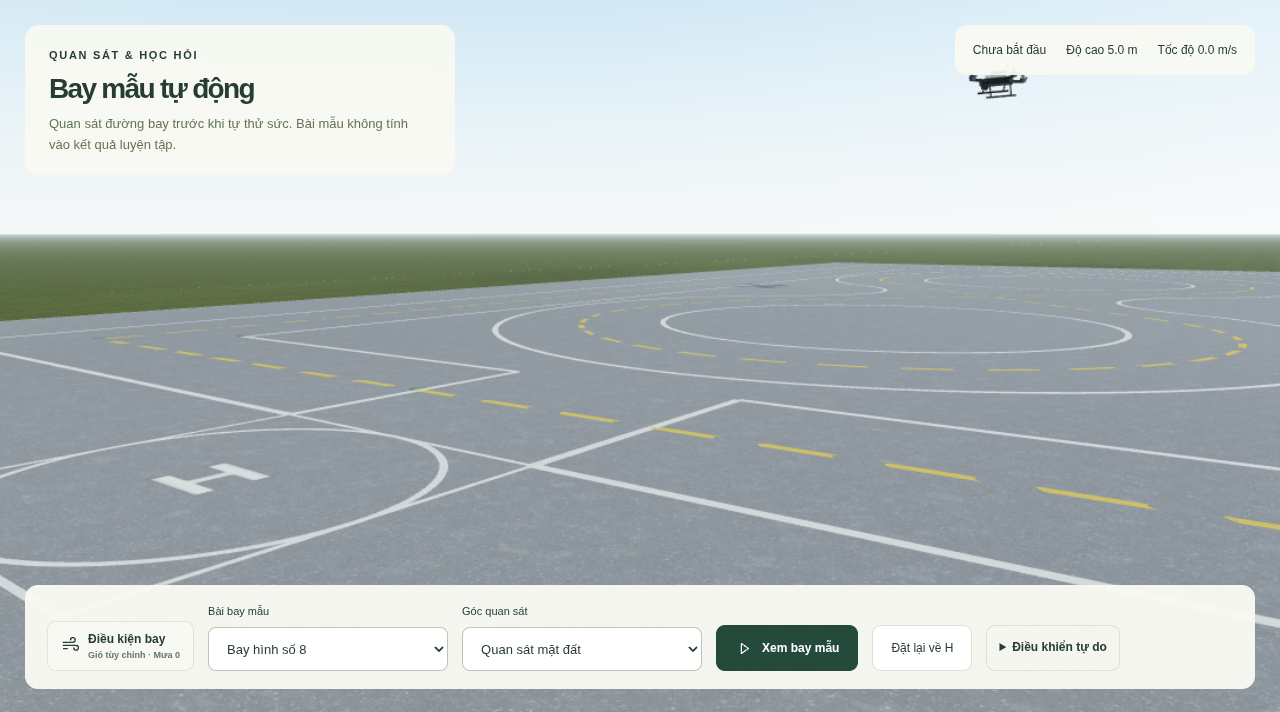 QUAN SÁT & HỌC HỎI
Bay mẫu tự động
Quan sát đường bay trước khi tự thử sức. Bài mẫu không tính
vào kết quả luyện tập.
Chưa bắt đầu Độ cao 5.0 m Tốc độ 0.0 m/s
H
Điều kiện bay
Gió tùy chỉnh · Mưa 0
Bài bay mẫu
Bay hình số 8
Góc quan sát
Quan sát mặt đất
Xem bay mẫu
Đặt lại về H
Điều khiển tự do